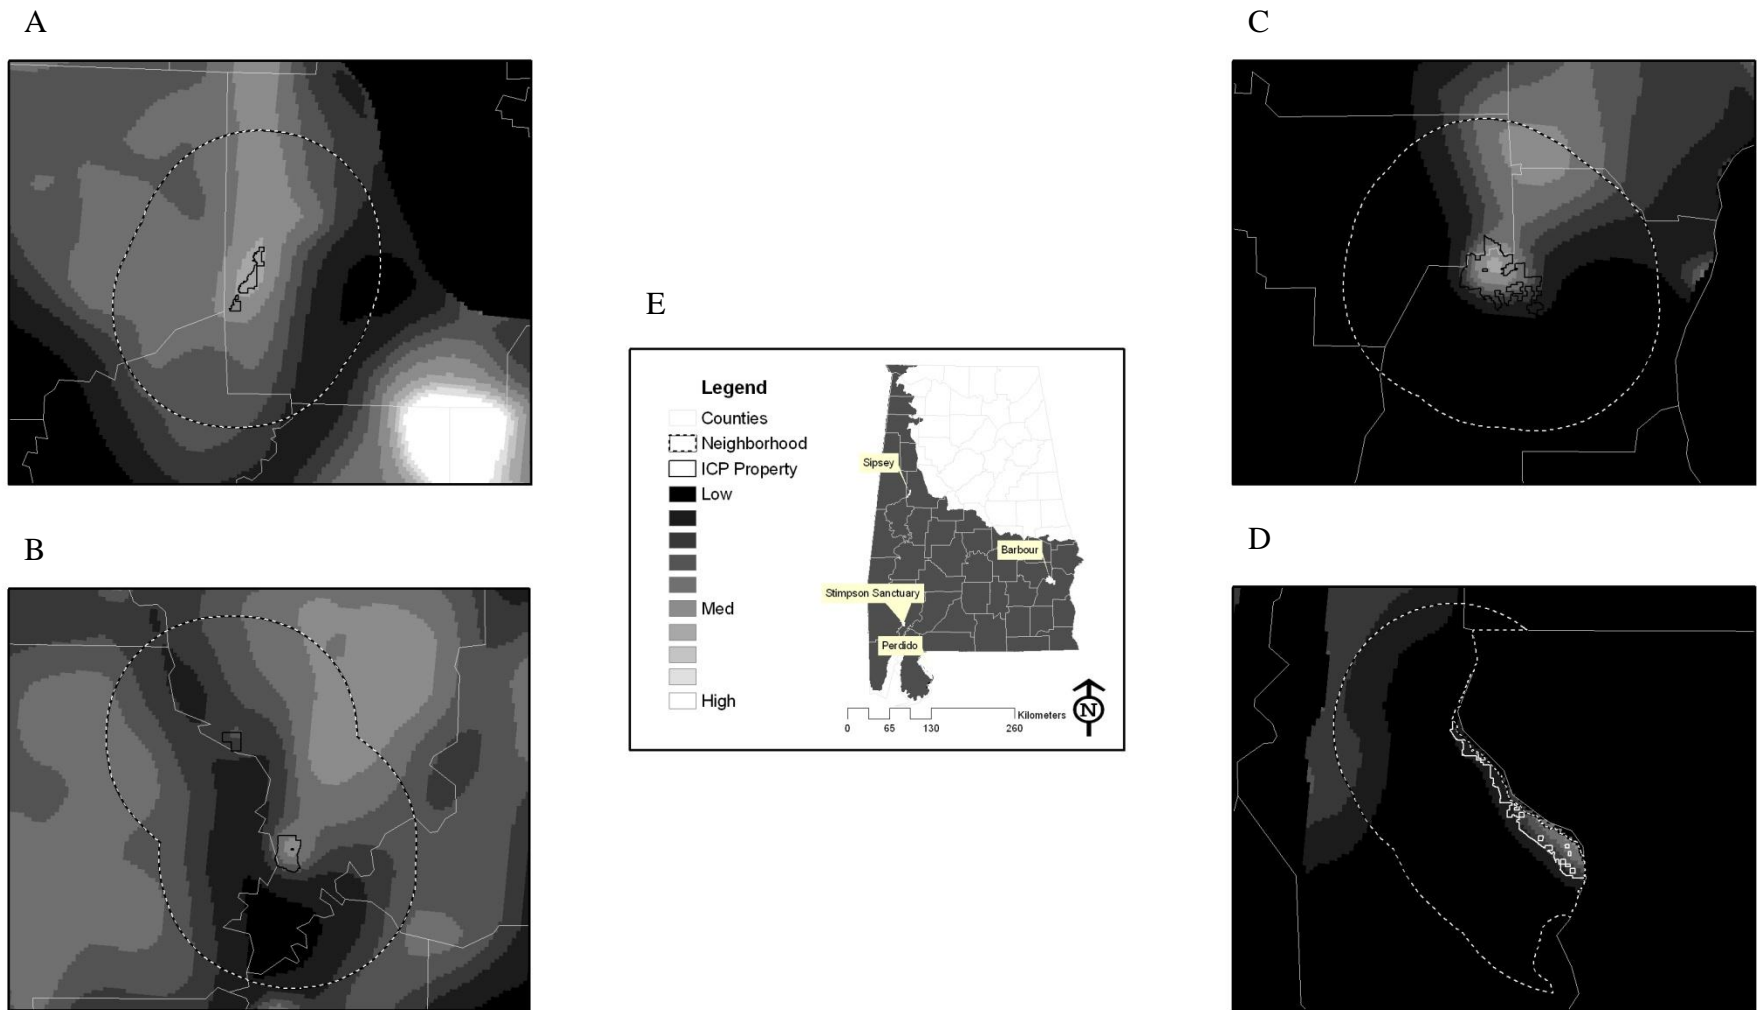 A
C
E
Legend
Counties
Neighborhood
ICP Property
Low
Med
High
Sipsey
Barbour
Stimpson Sanctuary
Perdido
N
Kilometers
0 65 130 260
B
D